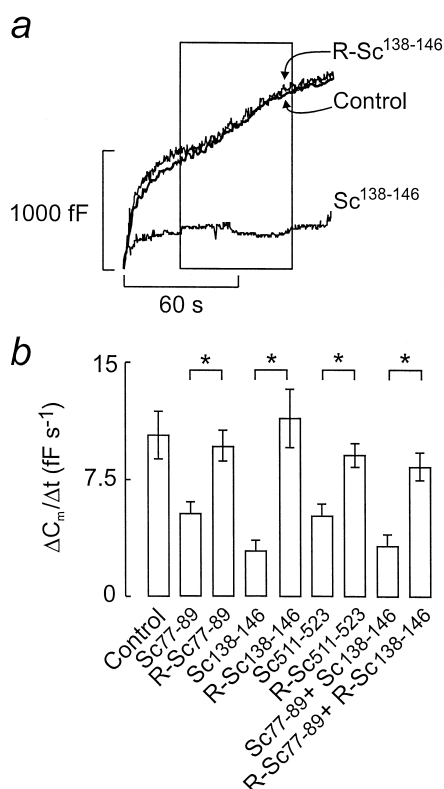 a
R-Sc138-146
Control
1000 fF
Sc138-146
60 s
b
15
* * * *
ΔCm/Δt (fF s-1)
7.5
0
Control
Sc77-89
R-Sc77-89
Sc138-146
R-Sc138-146
Sc511-523
R-Sc511-523
Sc77-89+ Sc138-146
R-Sc77-89+ R-Sc138-146